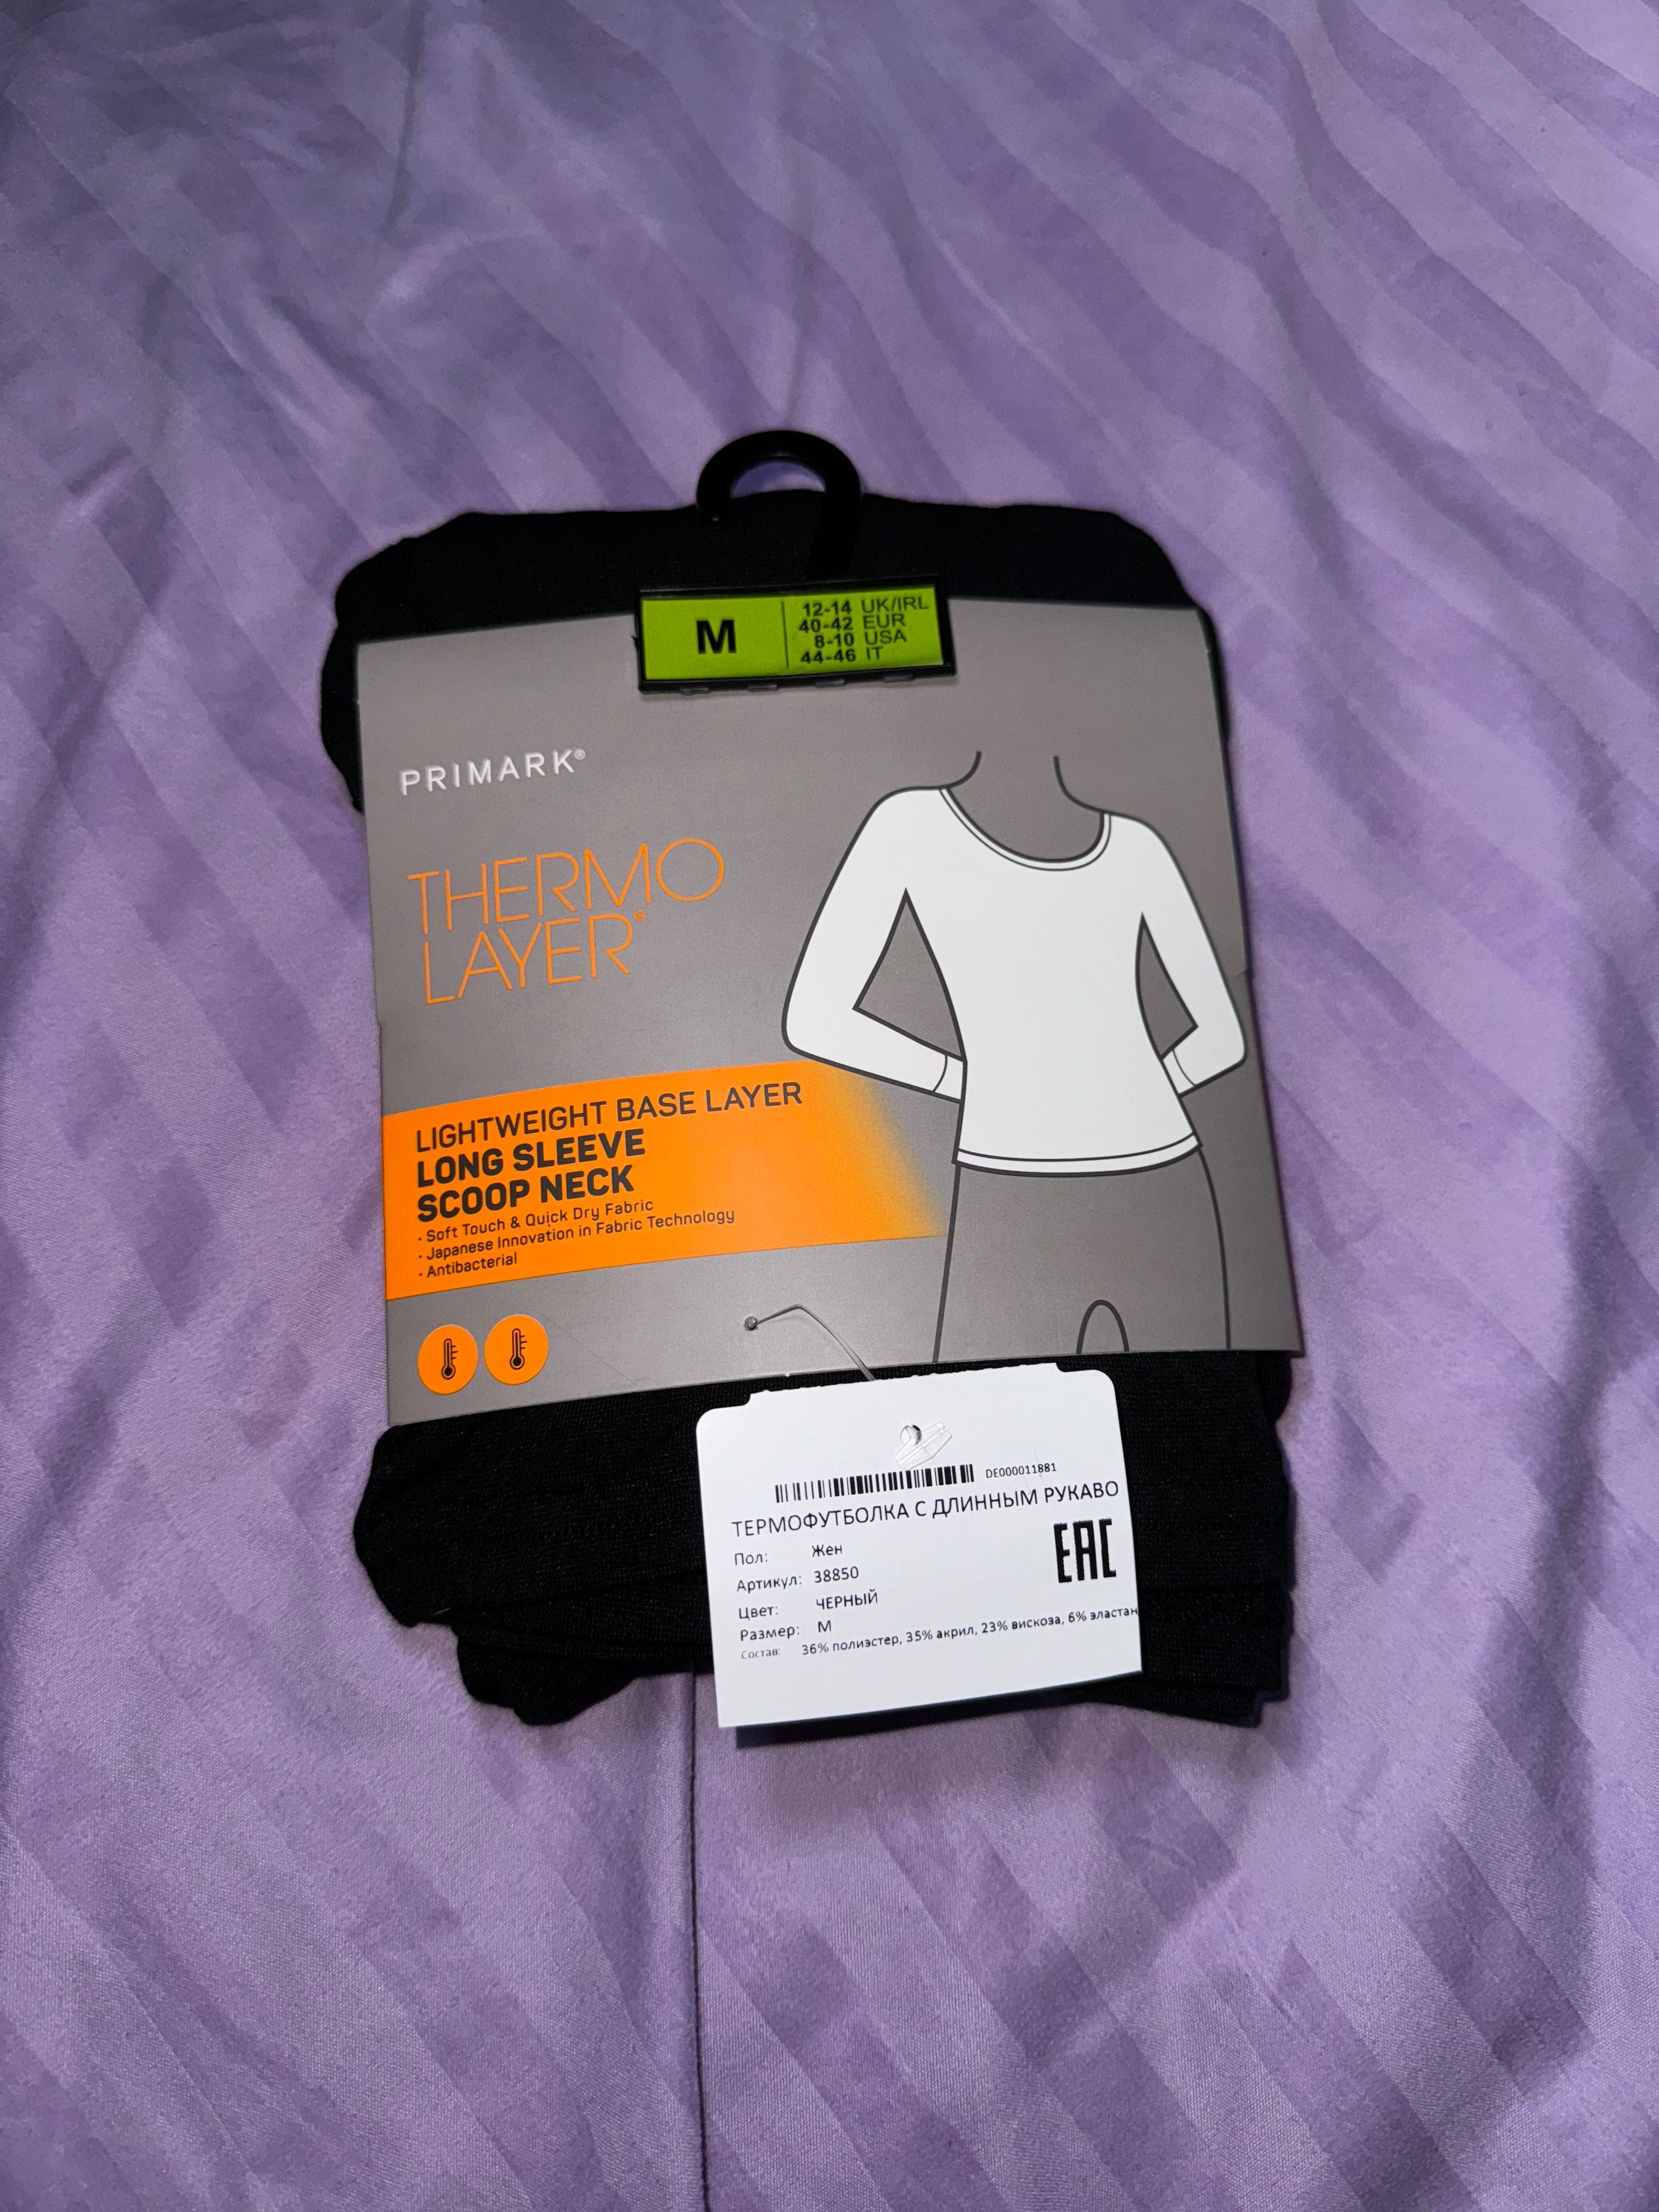 M
12-14 UK/IRL
40-42 EUR
8-10 USA
44-46 IT
PRIMARK®
THERMO
LAYER®
LIGHTWEIGHT BASE LAYER
LONG SLEEVE
SCOOP NECK
· Soft Touch & Quick Dry Fabric
· Japanese Innovation in Fabric Technology
· Antibacterial
DE000011881
ТЕРМОФУТБОЛКА С ДЛИННЫМ РУКАВО
Пол: Жен
Артикул: 38850
Цвет: ЧЕРНЫЙ
Размер: M
Состав: 36% полиэстер, 35% акрил, 23% вискоза, 6% эластан
EAC